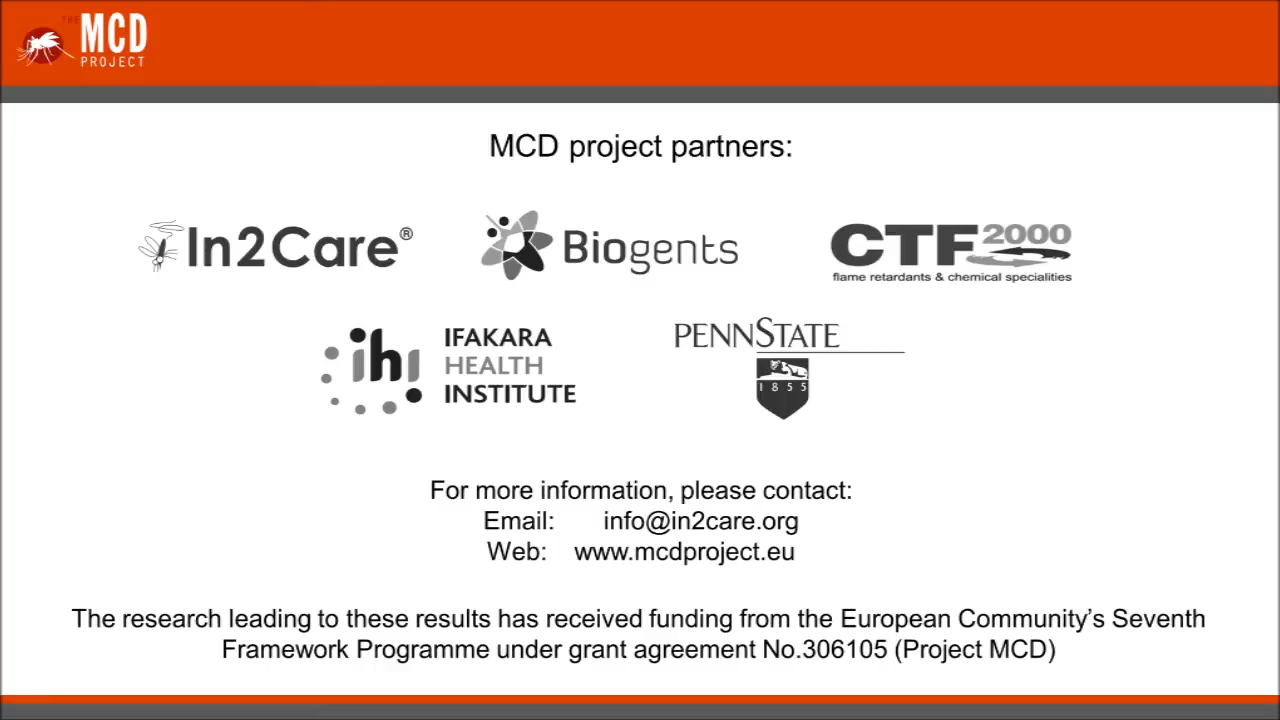 THE
MCD
PROJECT
MCD project partners:
In2Care®
Biogents
CTF2000
flame retardants & chemical specialities
ihi
IFAKARA
HEALTH
INSTITUTE
PENNSTATE
1855
For more information, please contact:
Email: info@in2care.org
Web: www.mcdproject.eu
The research leading to these results has received funding from the European Community’s Seventh
Framework Programme under grant agreement No.306105 (Project MCD)